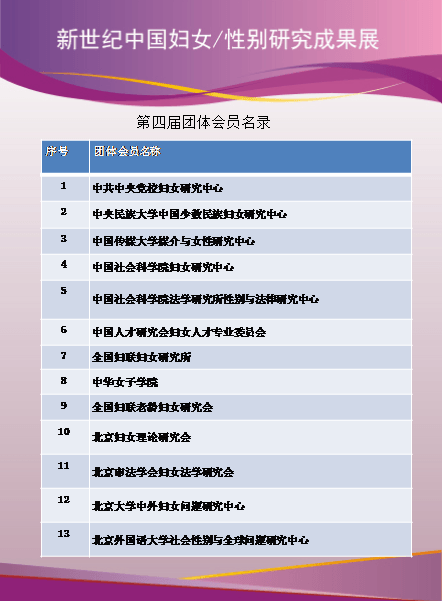 新世纪中国妇女/性别研究成果展
第四届团体会员名录
序号 团体会员名称
1 中共中央党校妇女研究中心
2 中央民族大学中国少数民族妇女研究中心
3 中国传媒大学媒介与女性研究中心
4 中国社会科学院妇女研究中心
5 中国社会科学院法学研究所性别与法律研究中心
6 中国人才研究会妇女人才专业委员会
7 全国妇联妇女研究所
8 中华女子学院
9 全国妇联老龄妇女研究会
10 北京妇女理论研究会
11 北京市法学会妇女法学研究会
12 北京大学中外妇女问题研究中心
13 北京外国语大学社会性别与全球问题研究中心